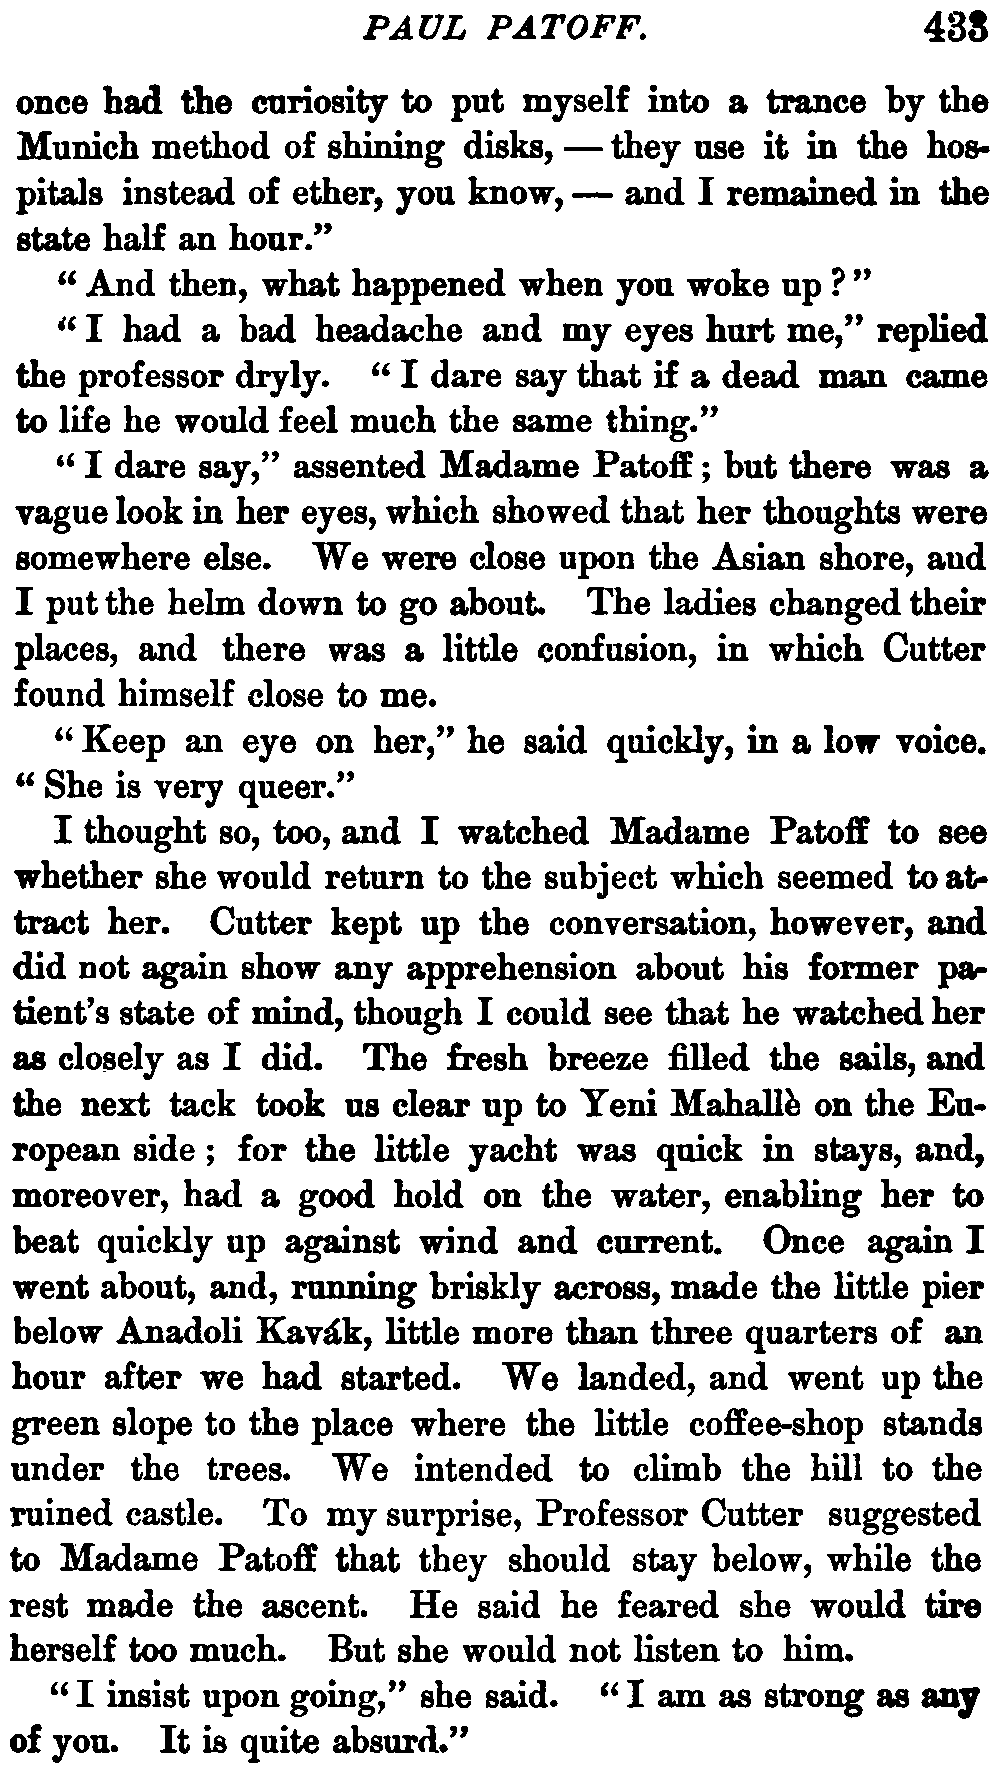 PAUL PATOFF. 433
once had the curiosity to put myself into a trance by the
Munich method of shining disks, — they use it in the hos-
pitals instead of ether, you know, — and I remained in the
state half an hour."
"And then, what happened when you woke up?"
"I had a bad headache and my eyes hurt me," replied
the professor dryly. "I dare say that if a dead man came
to life he would feel much the same thing."
"I dare say," assented Madame Patoff; but there was a
vague look in her eyes, which showed that her thoughts were
somewhere else. We were close upon the Asian shore, and
I put the helm down to go about. The ladies changed their
places, and there was a little confusion, in which Cutter
found himself close to me.
"Keep an eye on her," he said quickly, in a low voice.
"She is very queer."
I thought so, too, and I watched Madame Patoff to see
whether she would return to the subject which seemed to at-
tract her. Cutter kept up the conversation, however, and
did not again show any apprehension about his former pa-
tient's state of mind, though I could see that he watched her
as closely as I did. The fresh breeze filled the sails, and
the next tack took us clear up to Yeni Mahallè on the Eu-
ropean side; for the little yacht was quick in stays, and,
moreover, had a good hold on the water, enabling her to
beat quickly up against wind and current. Once again I
went about, and, running briskly across, made the little pier
below Anadoli Kavák, little more than three quarters of an
hour after we had started. We landed, and went up the
green slope to the place where the little coffee-shop stands
under the trees. We intended to climb the hill to the
ruined castle. To my surprise, Professor Cutter suggested
to Madame Patoff that they should stay below, while the
rest made the ascent. He said he feared she would tire
herself too much. But she would not listen to him.
"I insist upon going," she said. "I am as strong as any
of you. It is quite absurd."